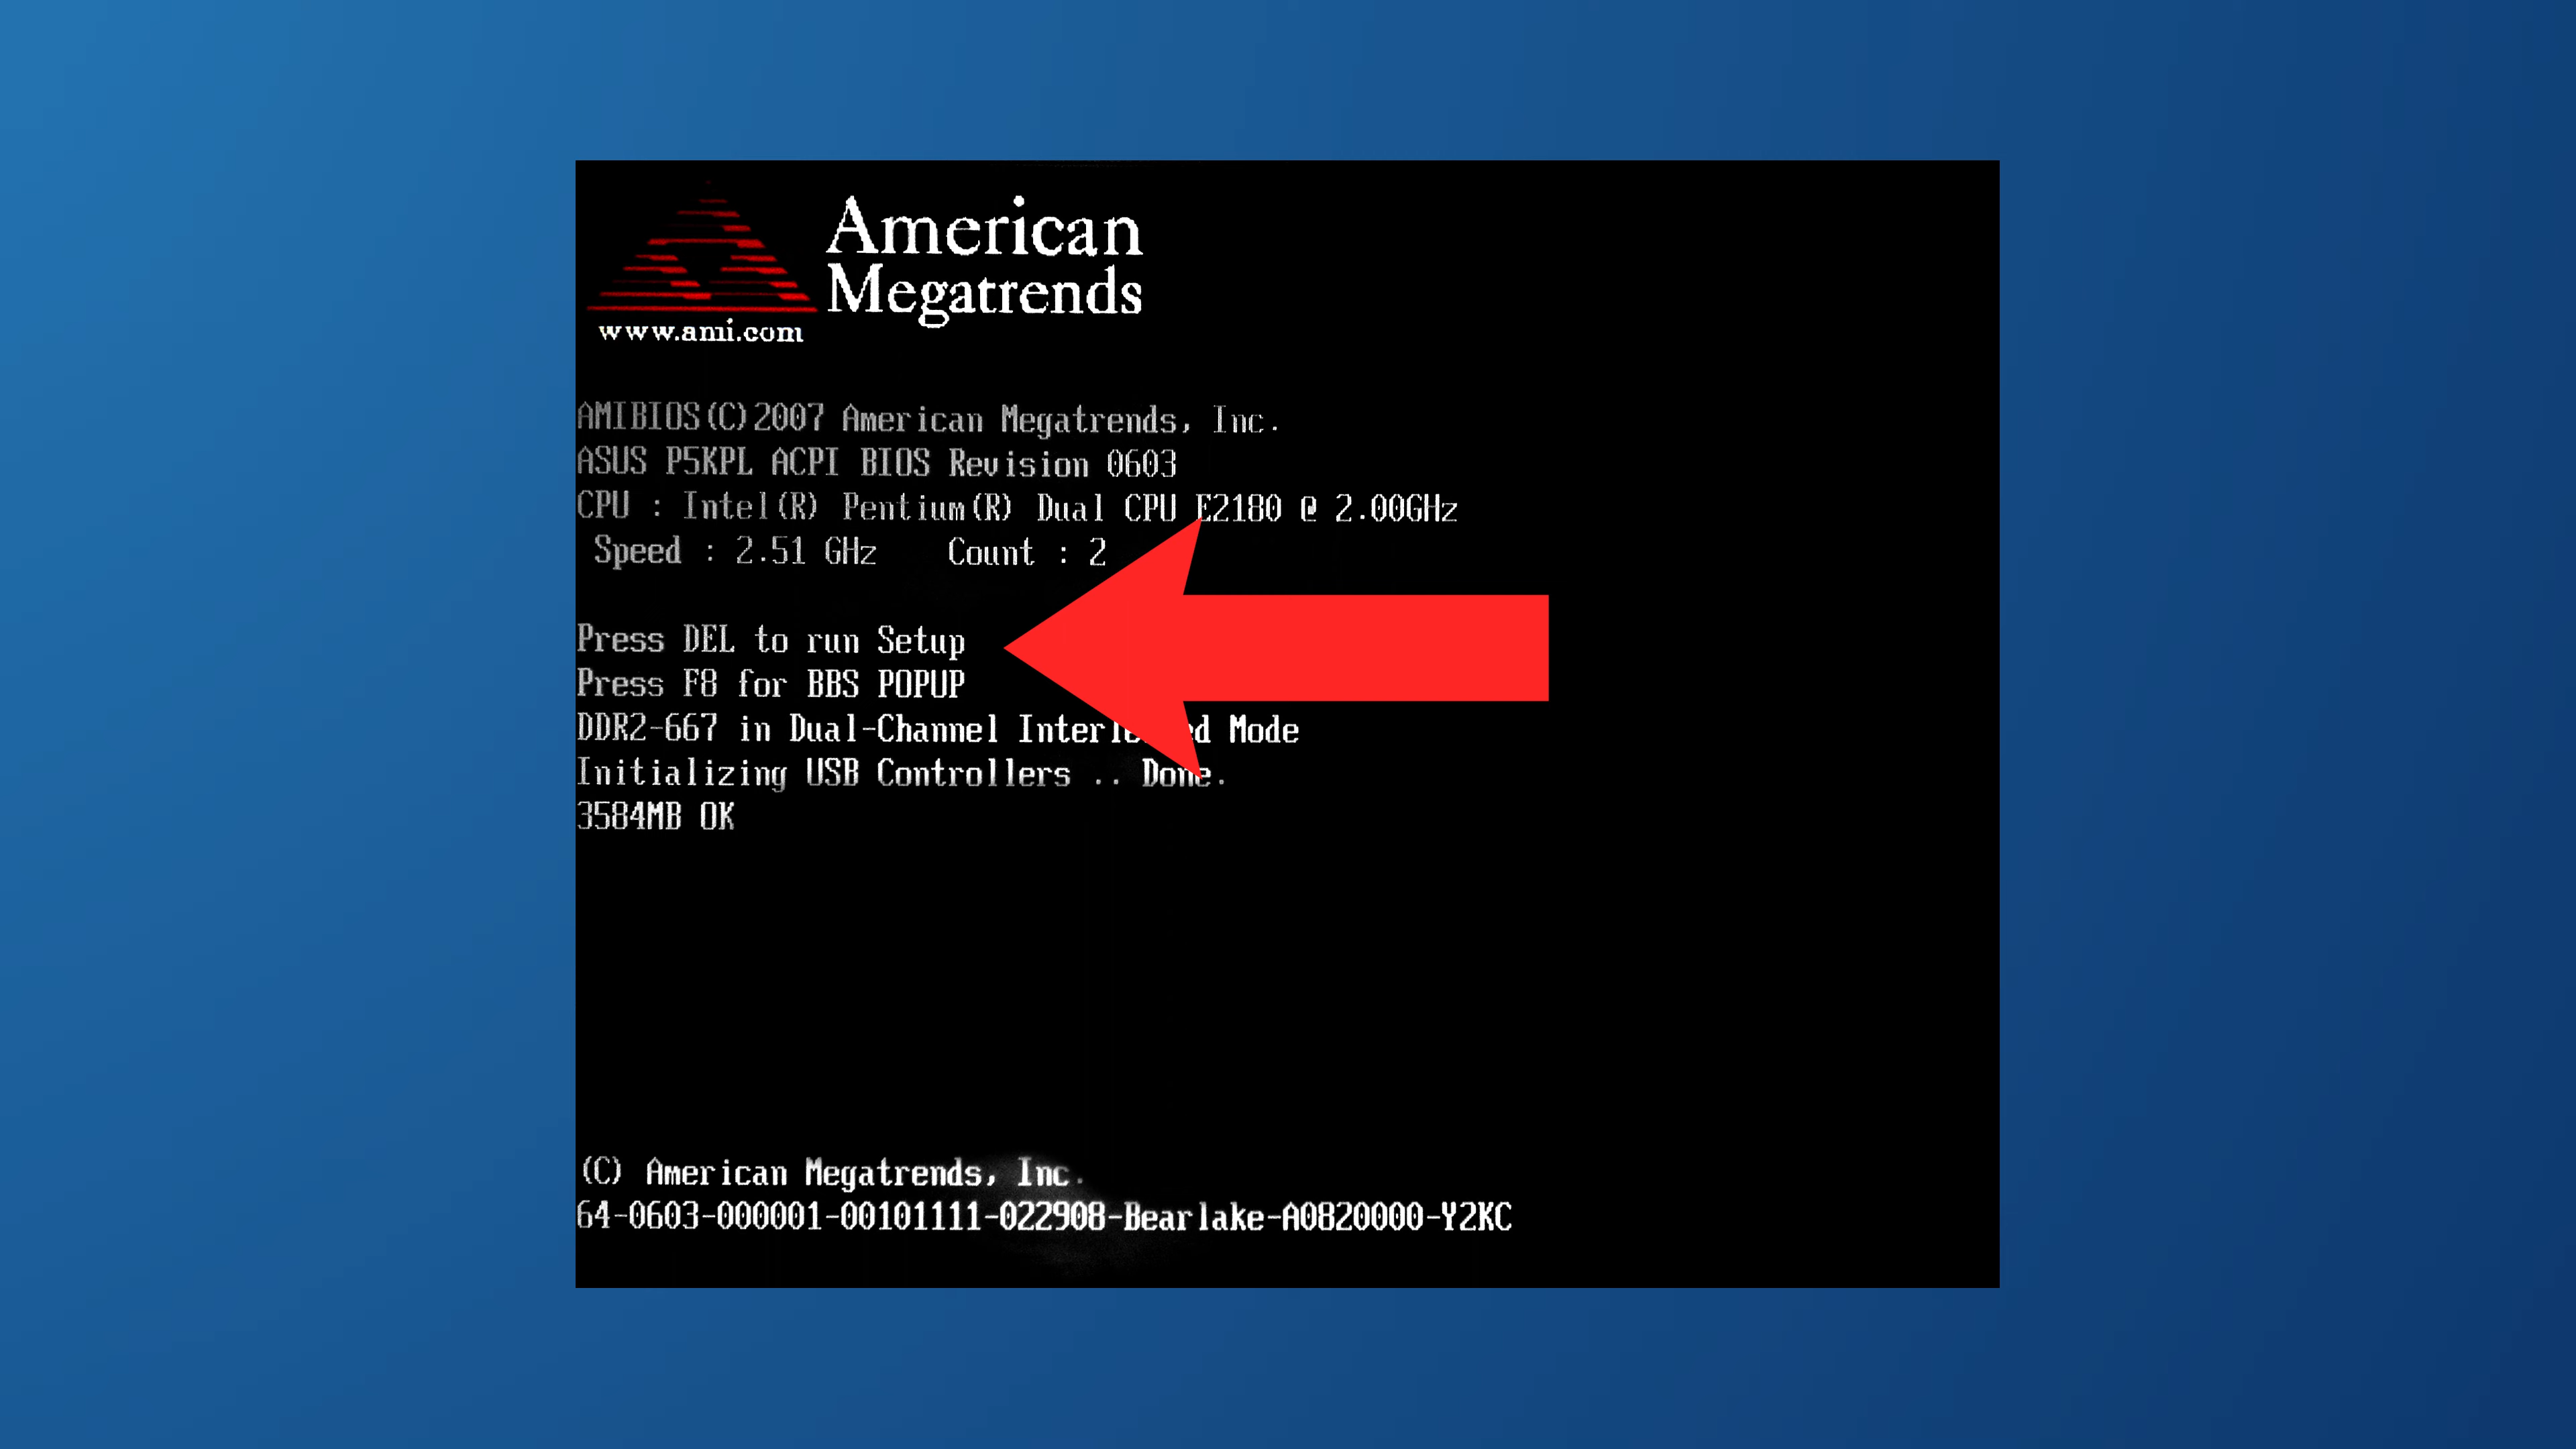 American
Megatrends
www.ami.com
AMIBIOS(C)2007 American Megatrends, Inc.
ASUS P5KPL ACPI BIOS Revision 0603
CPU : Intel(R) Pentium(R) Dual CPU E2180 @ 2.00GHz
Speed : 2.51 GHz Count : 2
Press DEL to run Setup
Press F8 for BBS POPUP
DDR2-667 in Dual-Channel Mode
Initializing USB Controllers .. Done.
3584MB OK
(C) American Megatrends, Inc.
64-0603-000001-00101111-022908-Bearlake-A0820000-Y2KC